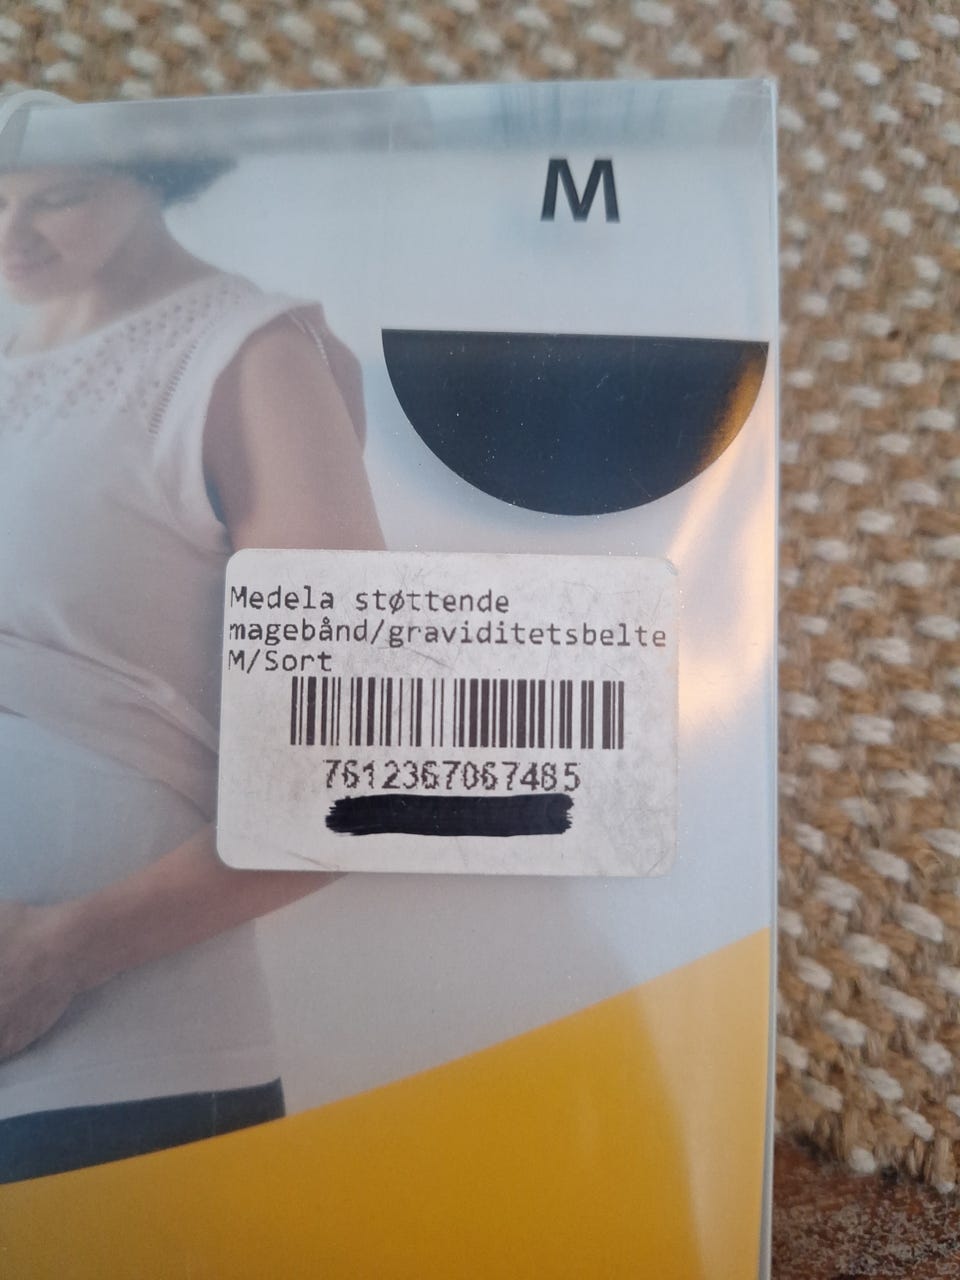 M
Medela støttende
magebånd/graviditetsbelte
M/Sort
7612367067485